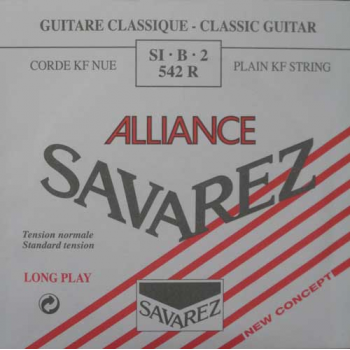 GUITARE CLASSIQUE - CLASSIC GUITAR
CORDE KF NUE
SI · B · 2
542 R
PLAIN KF STRING
ALLIANCE
SAVAREZ
Tension normale
Standard tension
LONG PLAY
SAVAREZ
NEW CONCEPT